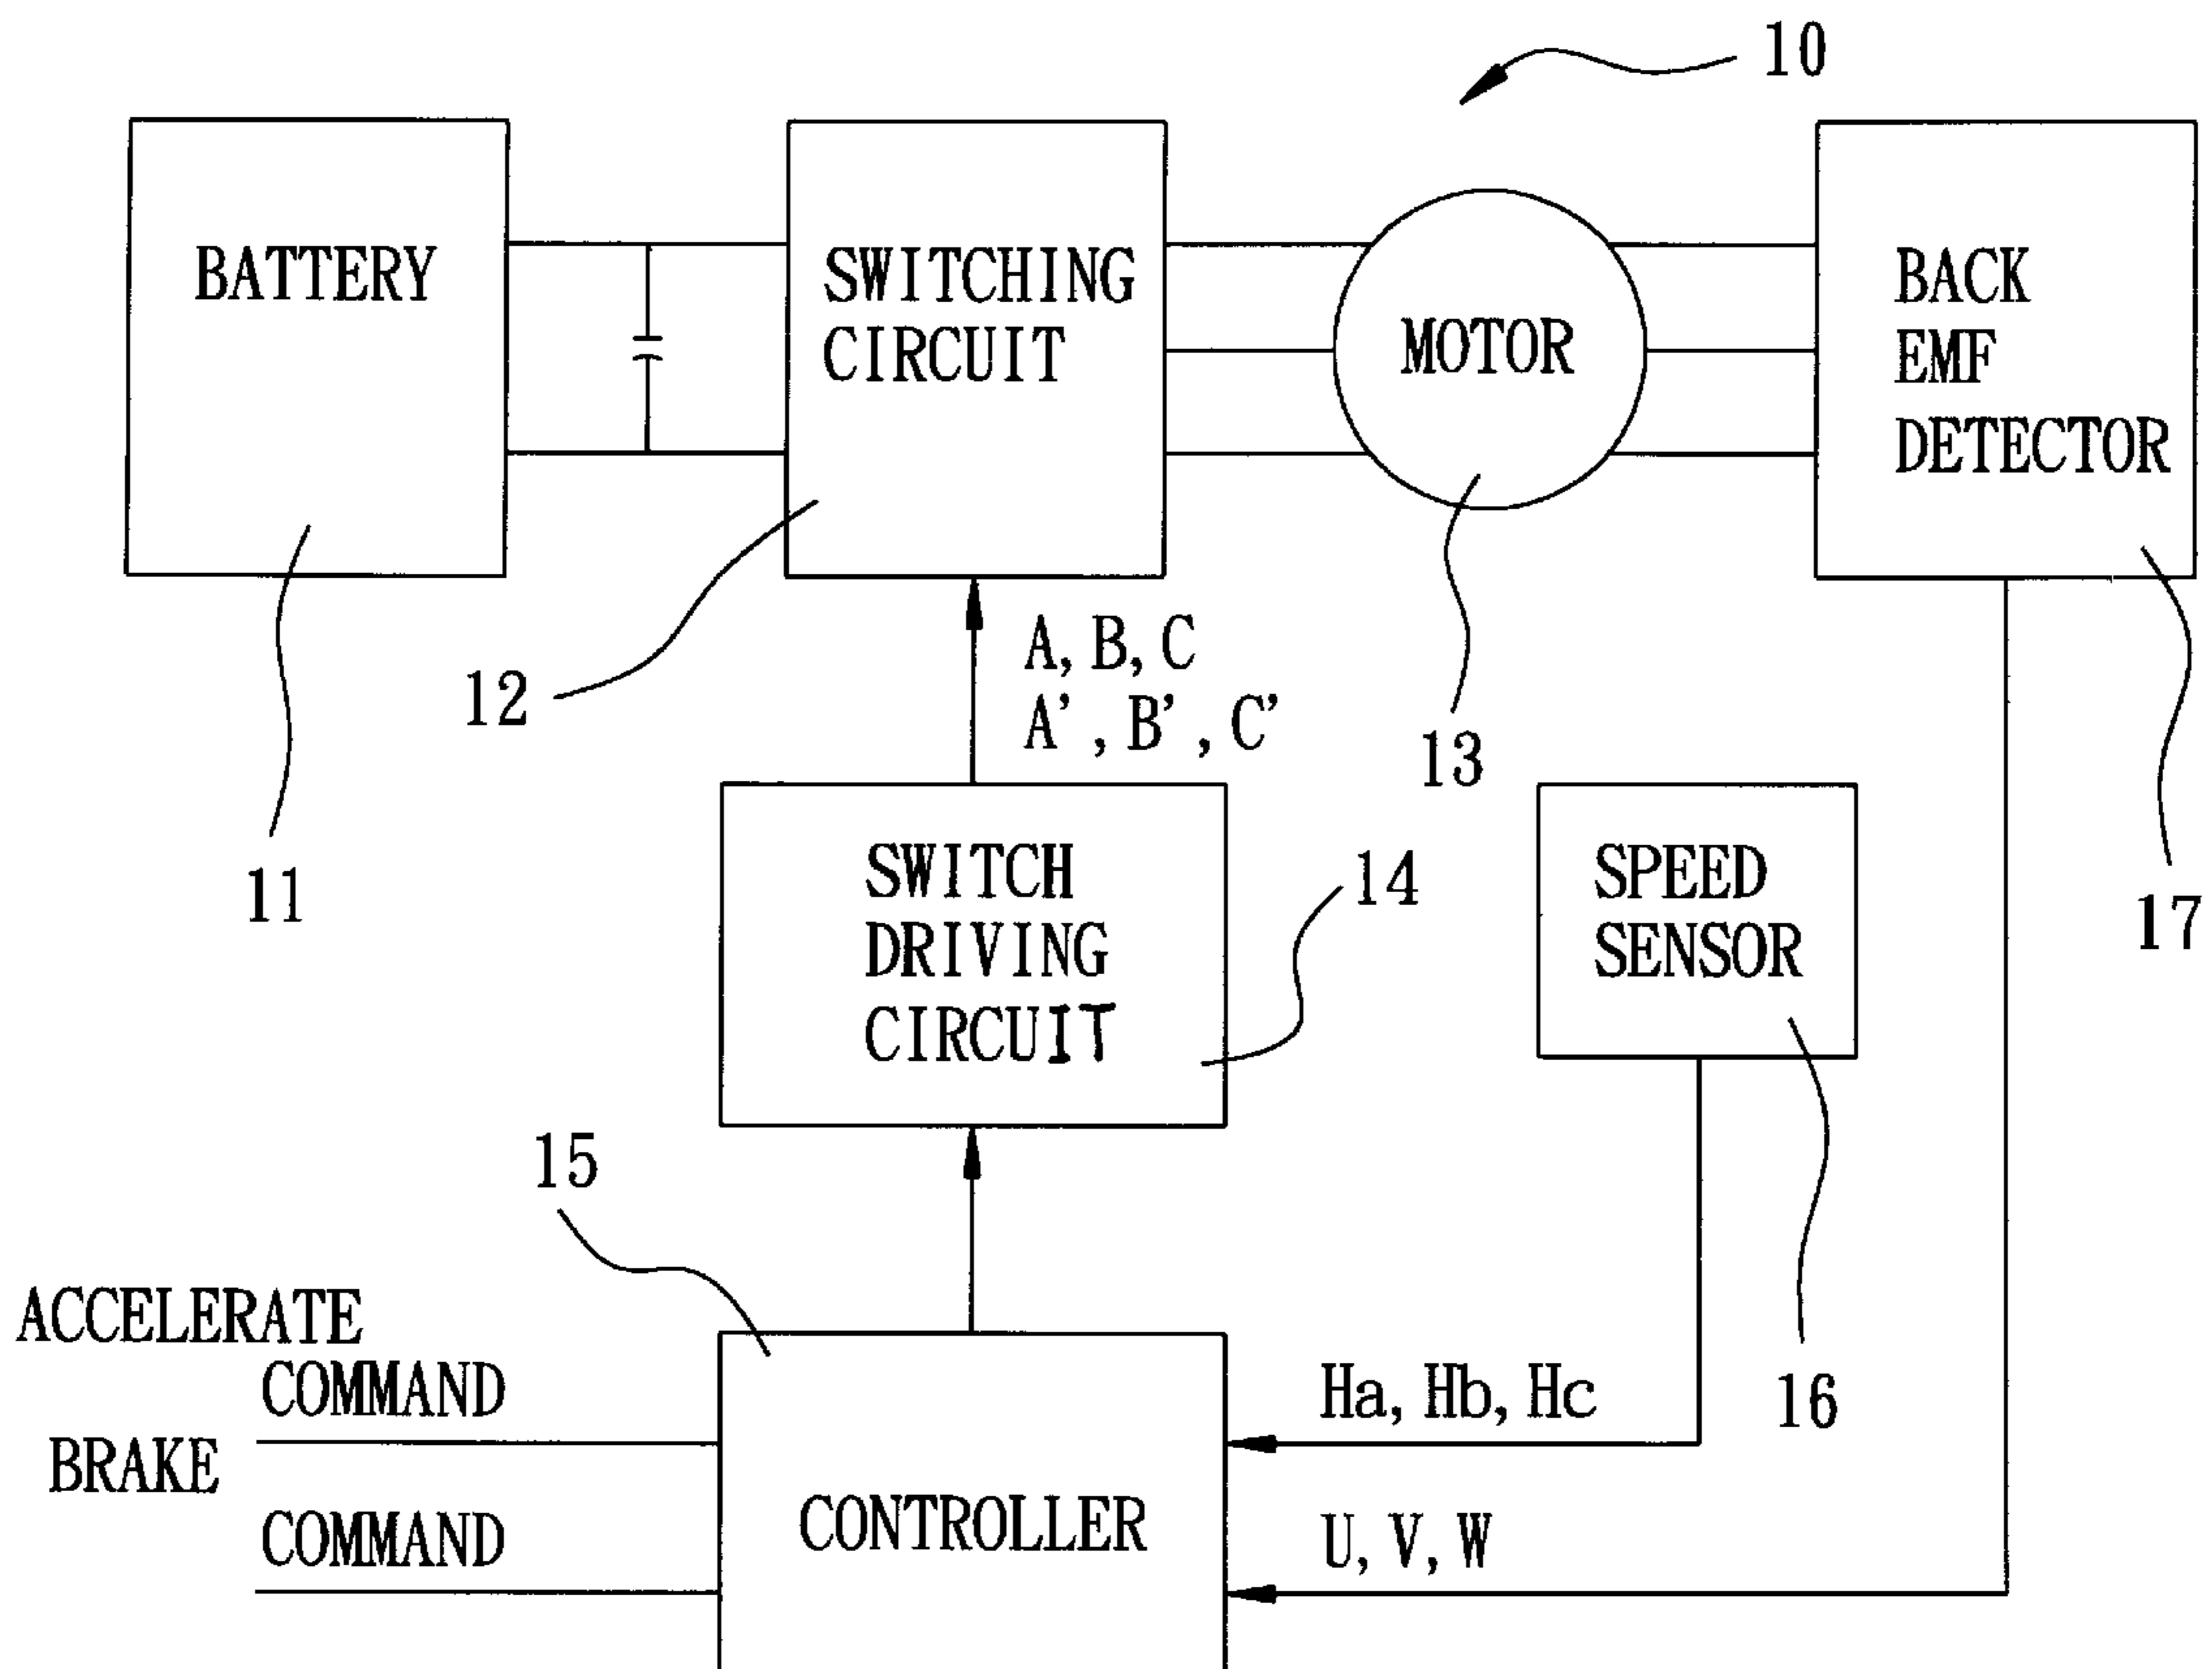 10
BATTERY
SWITCHING
CIRCUIT
MOTOR
BACK
EMF
DETECTOR
12
A, B, C
A', B', C'
13
11
SWITCH
DRIVING
CIRCUIT
14
SPEED
SENSOR
17
15
ACCELERATE
COMMAND
BRAKE
COMMAND
CONTROLLER
Ha, Hb, Hc
16
U, V, W